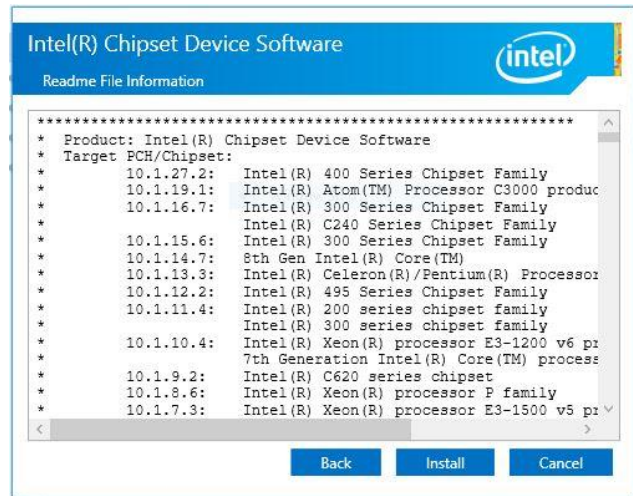 Intel(R) Chipset Device Software
intel
Readme File Information
************************************************************
* Product: Intel(R) Chipset Device Software
* Target PCH/Chipset:
* 10.1.27.2: Intel(R) 400 Series Chipset Family
* 10.1.19.1: Intel(R) Atom(TM) Processor C3000 produc
* 10.1.16.7: Intel(R) 300 Series Chipset Family
* Intel(R) C240 Series Chipset Family
* 10.1.15.6: Intel(R) 300 Series Chipset Family
* 10.1.14.7: 8th Gen Intel(R) Core(TM)
* 10.1.13.3: Intel(R) Celeron(R)/Pentium(R) Processor
* 10.1.12.2: Intel(R) 495 Series Chipset Family
* 10.1.11.4: Intel(R) 200 series chipset family
* Intel(R) 300 series chipset family
* 10.1.10.4: Intel(R) Xeon(R) processor E3-1200 v6 pr
* 7th Generation Intel(R) Core(TM) process
* 10.1.9.2: Intel(R) C620 series chipset
* 10.1.8.6: Intel(R) Xeon(R) processor P family
* 10.1.7.3: Intel(R) Xeon(R) processor E3-1500 v5 pr
Back Install Cancel